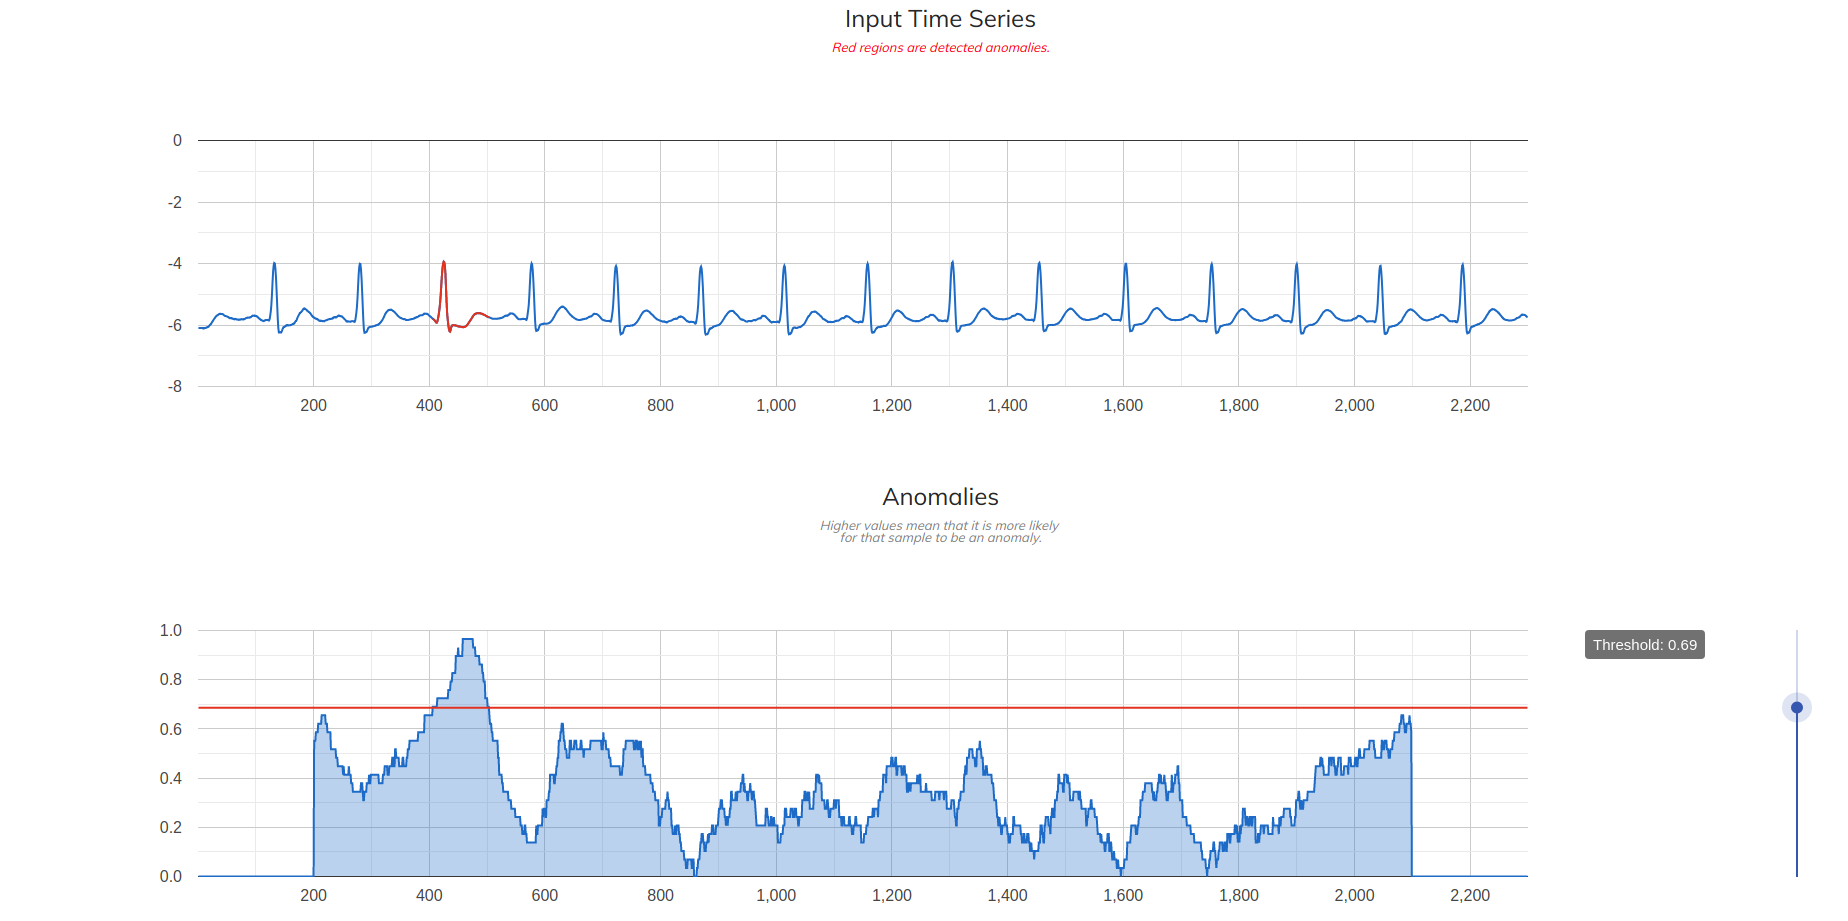 Input Time Series
Red regions are detected anomalies.
0
-2
-4
-6
-8
200 400 600 800 1,000 1,200 1,400 1,600 1,800 2,000 2,200
Anomalies
Higher values mean that it is more likely
for that sample to be an anomaly.
1.0
Threshold: 0.69
0.8
0.6
0.4
0.2
0.0
200 400 600 800 1,000 1,200 1,400 1,600 1,800 2,000 2,200